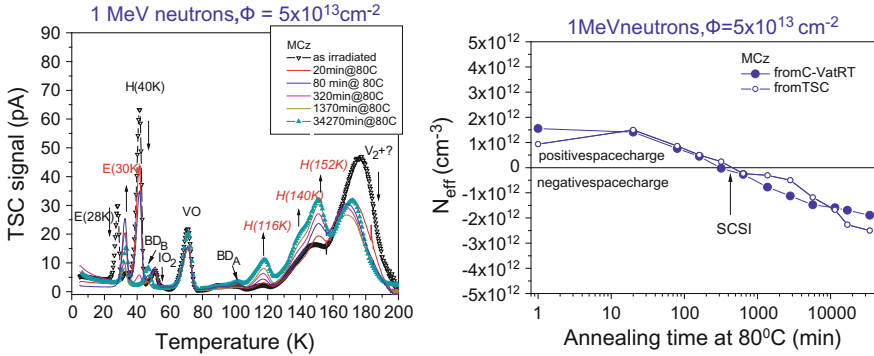 1 MeV neutrons,Φ = 5x10¹³cm-²
TSC signal (pA)
90
80
70
60
50
40
30
20
10
0
0 20 40 60 80 100 120 140 160 180 200
Temperature (K)
MCz
as irradiated
20min@80C
80 min@ 80C
320min@80C
1370min@80C
34270min@80C
H(40K)
E(30K)
E(28K)
BD_B
IO₂
VO
BD_A
H(116K)
H(140K)
H(152K)
V₂+?
1MeVneutrons,Φ=5x10¹³ cm-²
N_eff (cm-³)
5x10¹²
4x10¹²
3x10¹²
2x10¹²
1x10¹²
0
-1x10¹²
-2x10¹²
-3x10¹²
-4x10¹²
-5x10¹²
1 10 100 1000 10000
Annealing time at 80⁰C (min)
MCz
fromC-VatRT
fromTSC
positivespacecharge
negativespacecharge
SCSI